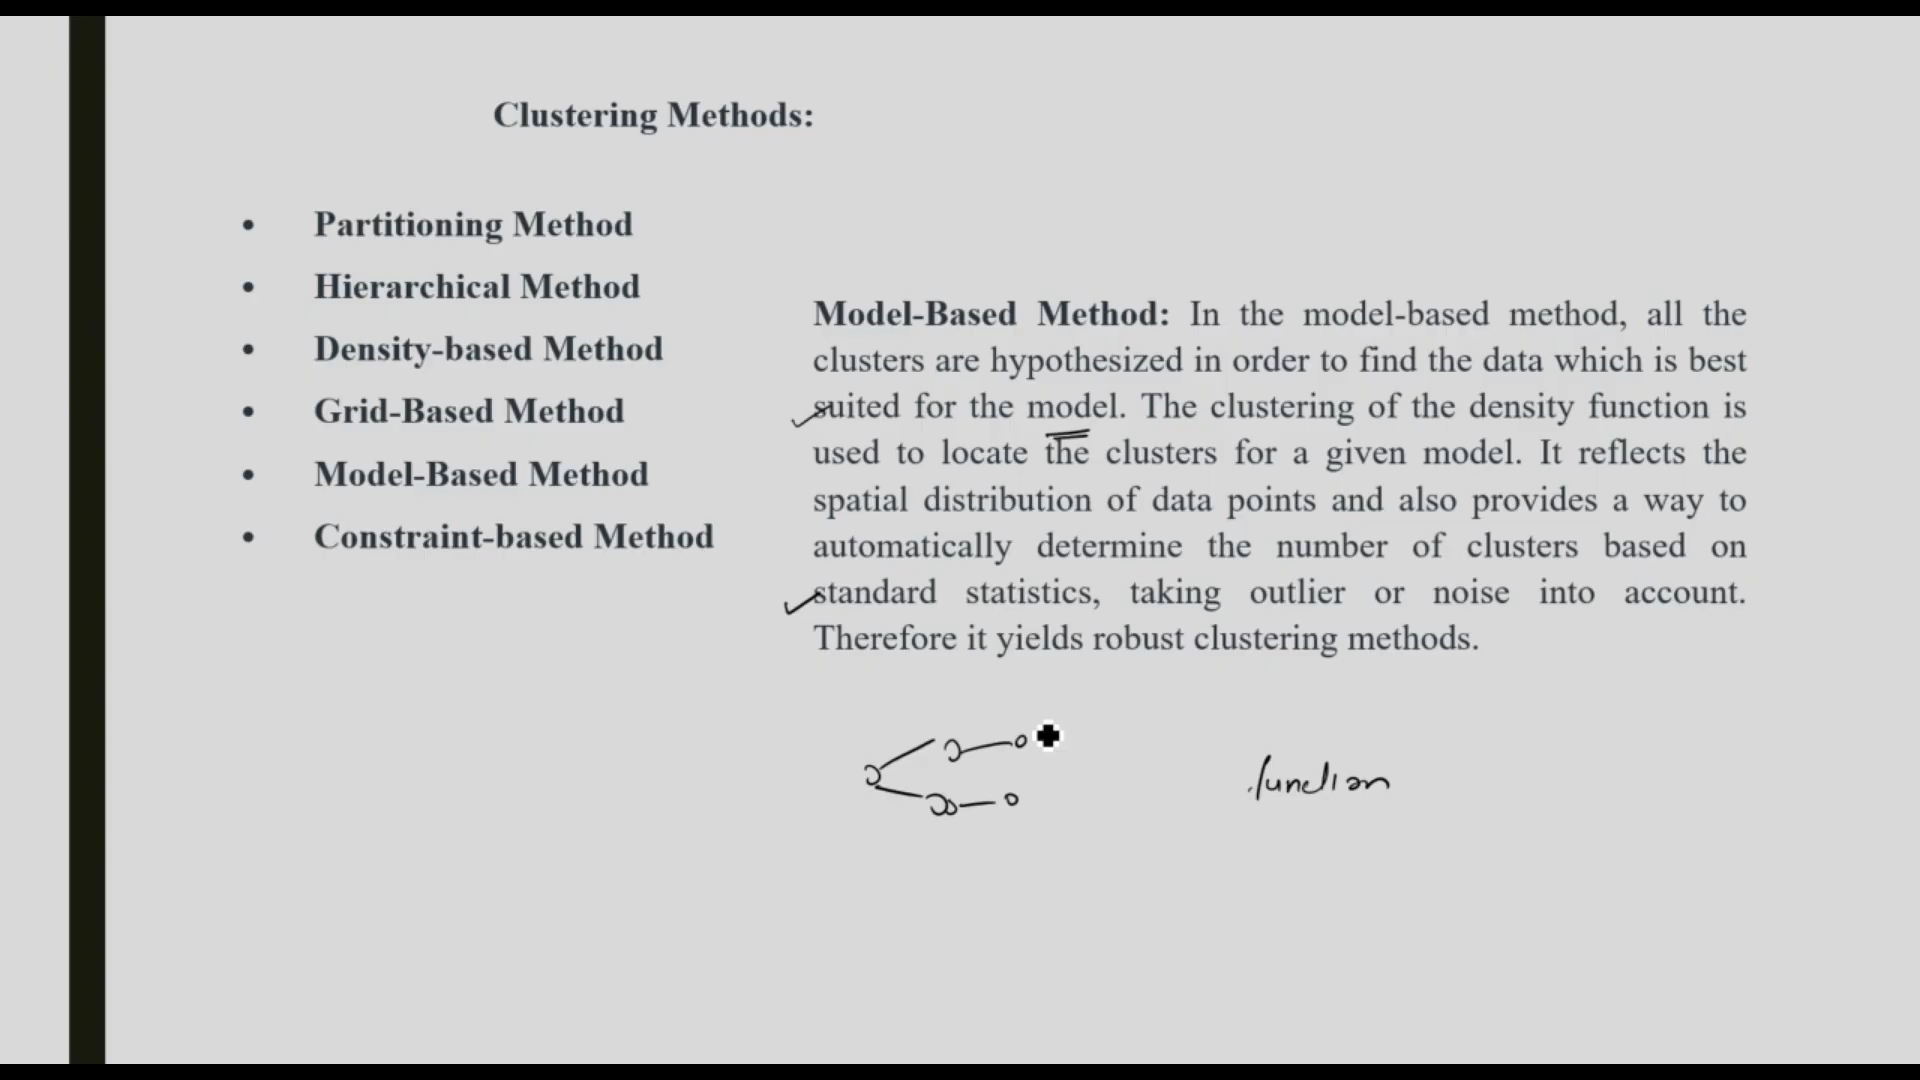 Clustering Methods:
• Partitioning Method
• Hierarchical Method
• Density-based Method
• Grid-Based Method
• Model-Based Method
• Constraint-based Method
Model-Based Method: In the model-based method, all the
clusters are hypothesized in order to find the data which is best
suited for the model. The clustering of the density function is
used to locate the clusters for a given model. It reflects the
spatial distribution of data points and also provides a way to
automatically determine the number of clusters based on
standard statistics, taking outlier or noise into account.
Therefore it yields robust clustering methods.
function